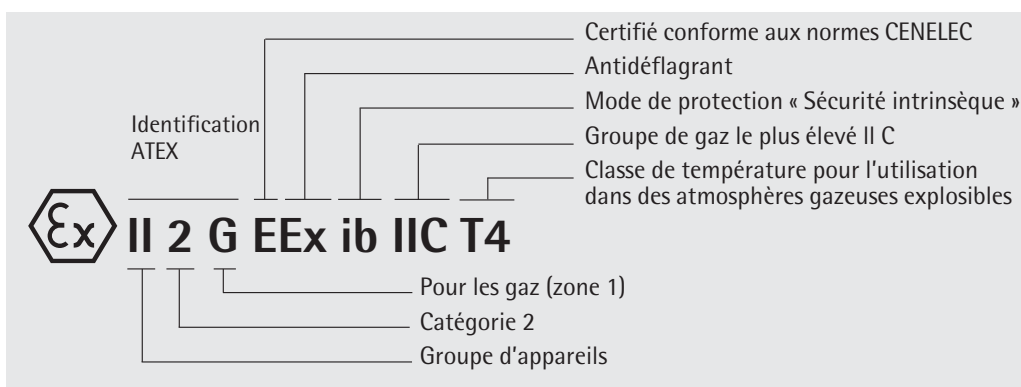 Certifié conforme aux normes CENELEC
Antidéflagrant
Mode de protection « Sécurité intrinsèque »
Identification
ATEX
Groupe de gaz le plus élevé II C
Classe de température pour l'utilisation
dans des atmosphères gazeuses explosibles
Ex II 2 G EEx ib IIC T4
Pour les gaz (zone 1)
Catégorie 2
Groupe d'appareils